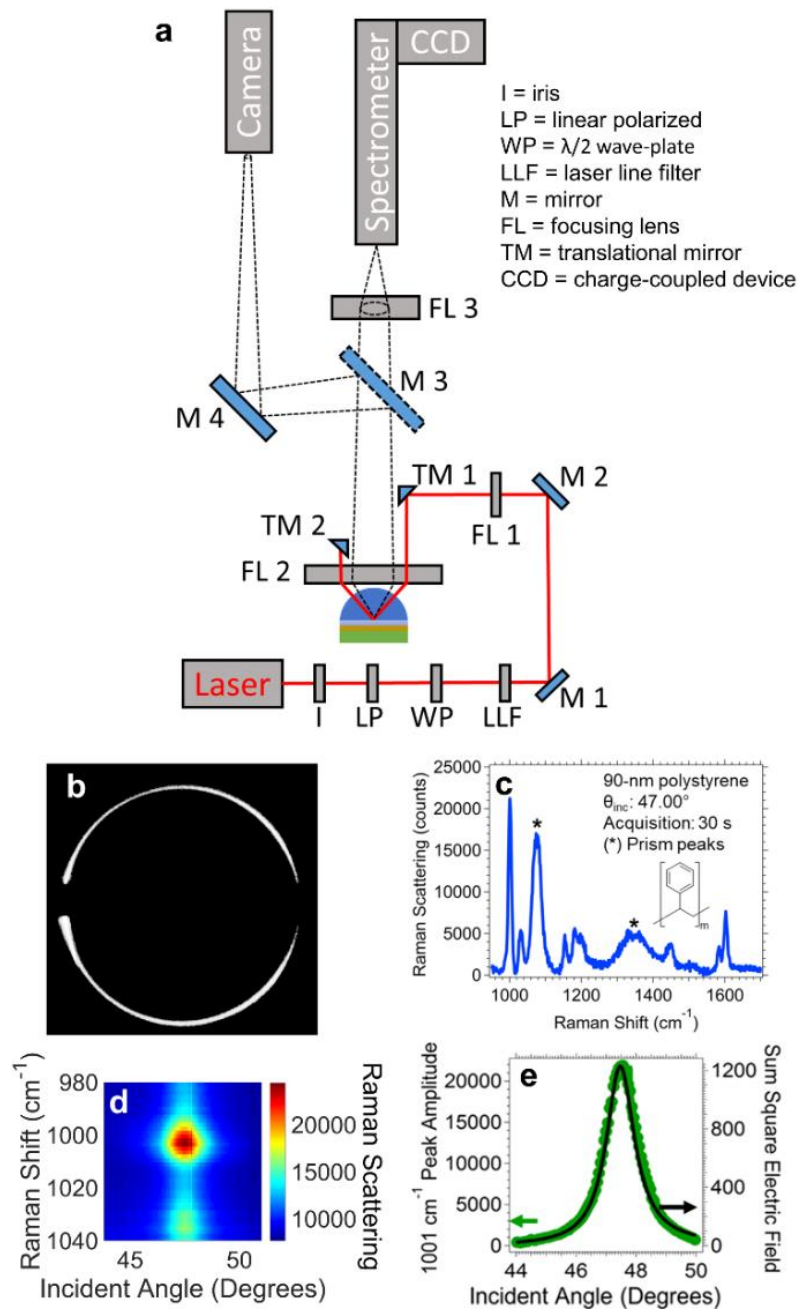 a
Camera
Spectrometer
CCD
I = iris
LP = linear polarized
WP = λ/2 wave-plate
LLF = laser line filter
M = mirror
FL = focusing lens
TM = translational mirror
CCD = charge-coupled device
FL 3
M 3
M 4
TM 1
M 2
FL 1
TM 2
FL 2
Laser
I
LP
WP
LLF
M 1
b
c
90-nm polystyrene
θinc: 47.00°
Acquisition: 30 s
(*) Prism peaks
m
*
*
Raman Scattering (counts)
25000
20000
15000
10000
5000
0
1000 1200 1400 1600
Raman Shift (cm⁻¹)
d
Raman Shift (cm⁻¹)
980
1000
1020
1040
45 50
Incident Angle (Degrees)
20000
15000
10000
Raman Scattering
e
1001 cm⁻¹ Peak Amplitude
20000
15000
10000
5000
0
1200
900
600
300
0
Sum Square Electric Field
44 46 48 50
Incident Angle (Degrees)